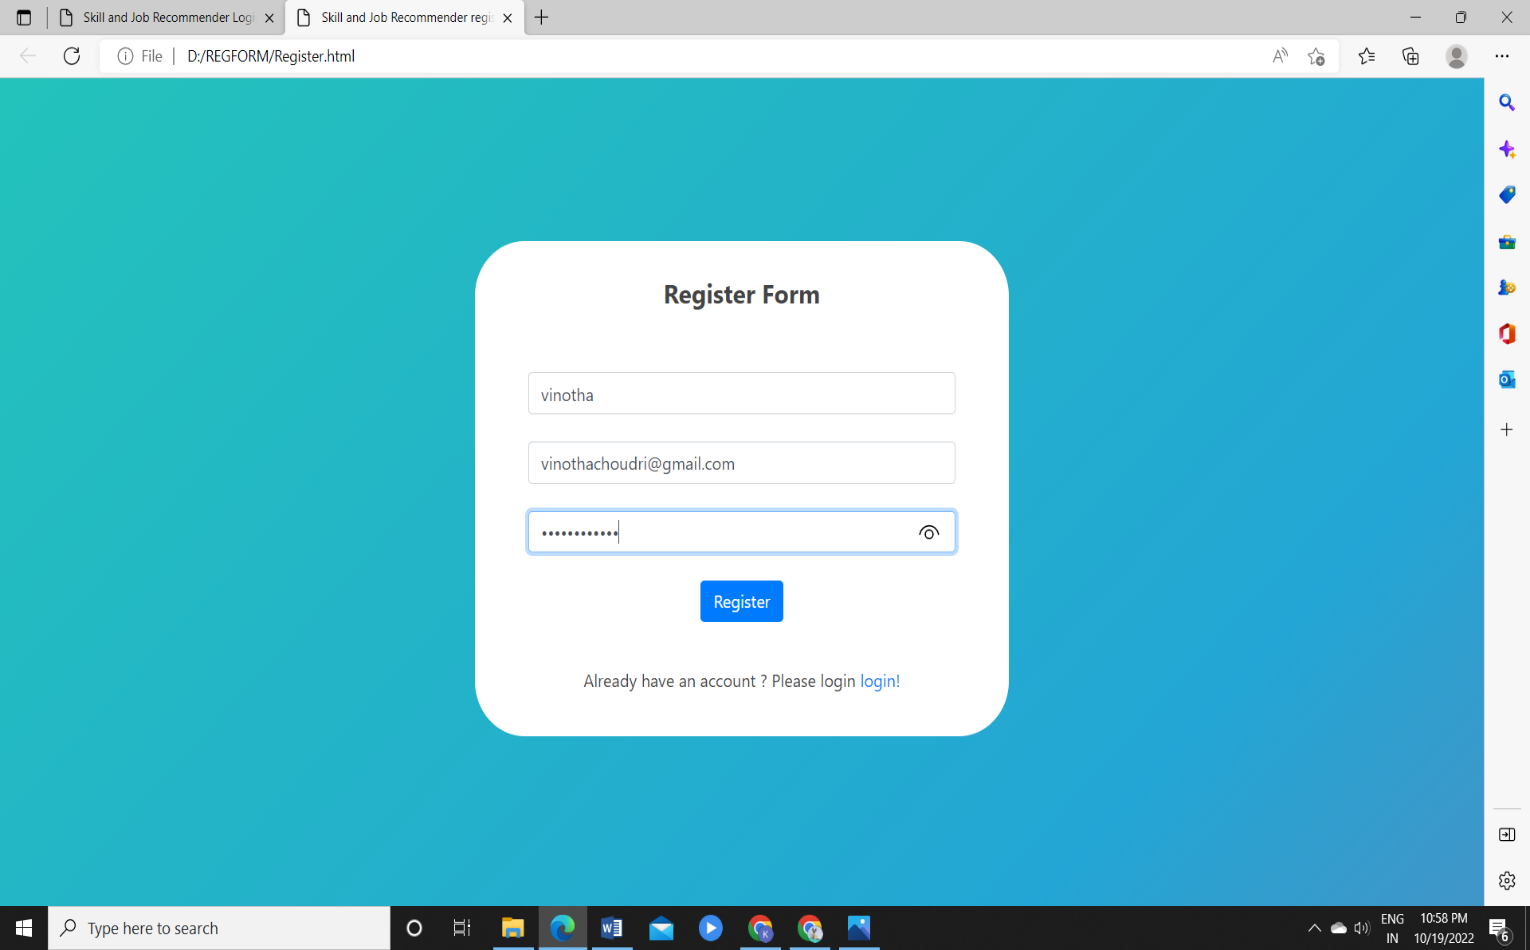 Skill and Job Recommender Logi
Skill and Job Recommender regis
File
D:/REGFORM/Register.html
Register Form
vinotha
vinothachoudri@gmail.com
••••••••••••
Register
Already have an account ? Please login login!
Type here to search
ENG
IN
10:58 PM
10/19/2022
6